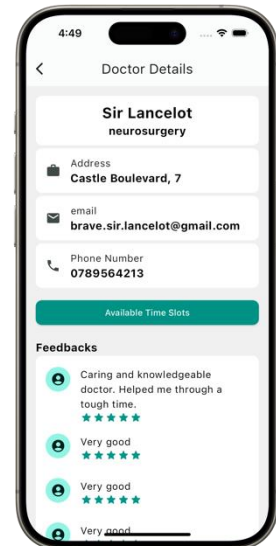 4:49
Doctor Details
Sir Lancelot
neurosurgery
Address
Castle Boulevard, 7
email
brave.sir.lancelot@gmail.com
Phone Number
0789564213
Available Time Slots
Feedbacks
Caring and knowledgeable
doctor. Helped me through a
tough time.
Very good
Very good
Very good